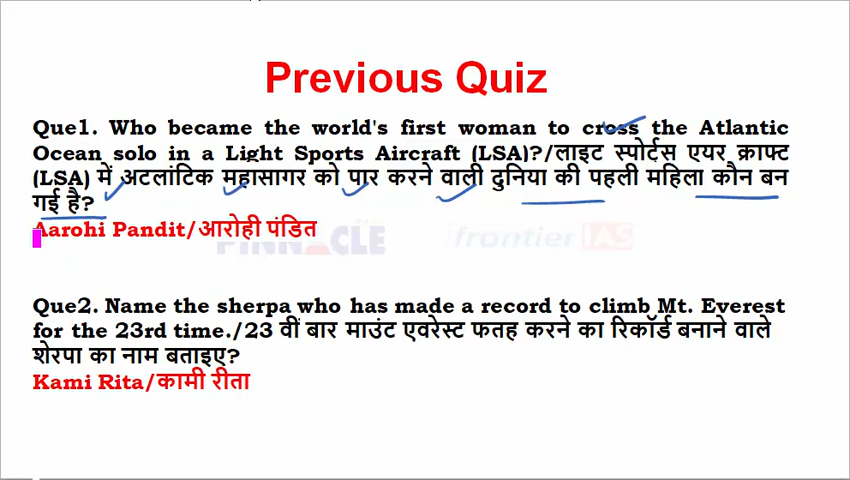 Previous Quiz
Que1. Who became the world's first woman to cross the Atlantic
Ocean solo in a Light Sports Aircraft (LSA)?/लाइट स्पोर्ट्स एयर क्राफ्ट
(LSA) में अटलांटिक महासागर को पार करने वाली दुनिया की पहली महिला कौन बन
गई है?
Aarohi Pandit/आरोही पंडित
PINNACLE frontier IAS
Que2. Name the sherpa who has made a record to climb Mt. Everest
for the 23rd time./23 वीं बार माउंट एवरेस्ट फतह करने का रिकॉर्ड बनाने वाले
शेरपा का नाम बताइए?
Kami Rita/कामी रीता